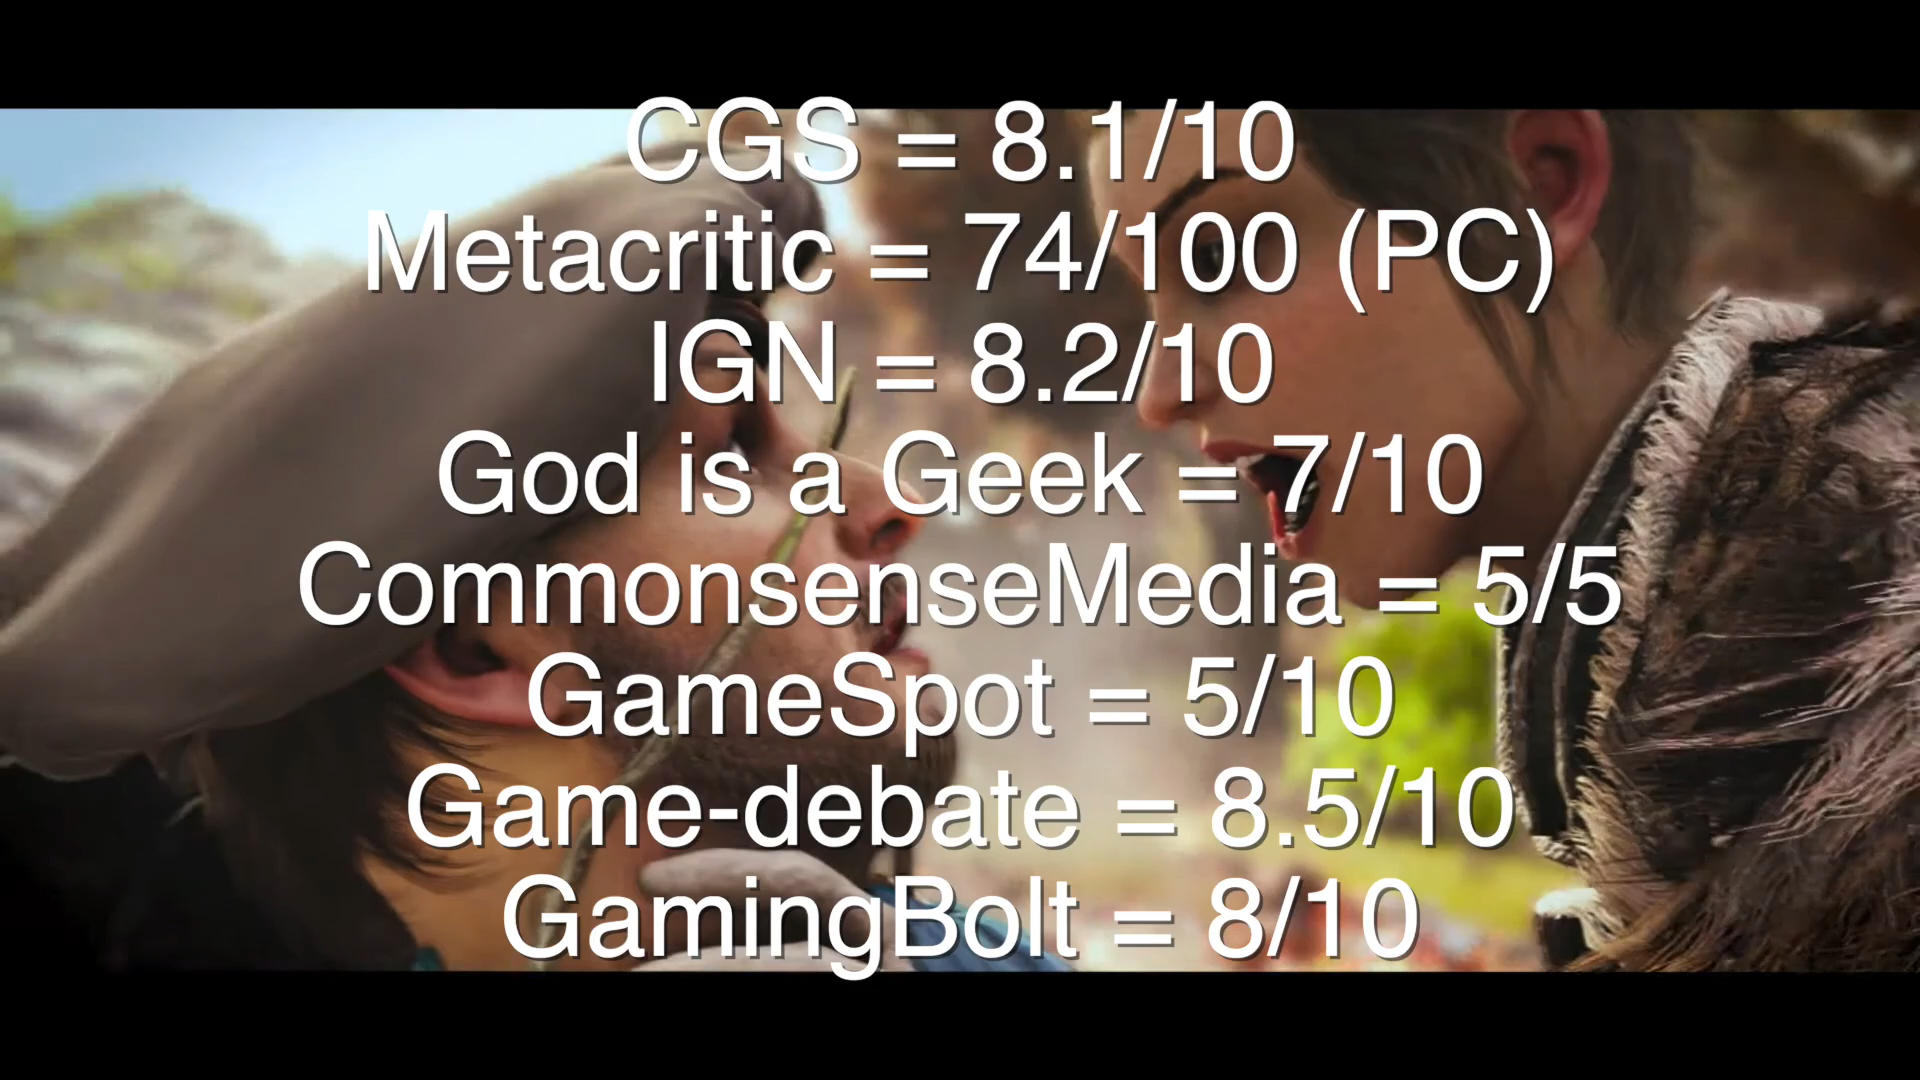 CGS = 8.1/10
Metacritic = 74/100 (PC)
IGN = 8.2/10
God is a Geek = 7/10
CommonsenseMedia = 5/5
GameSpot = 5/10
Game-debate = 8.5/10
GamingBolt = 8/10